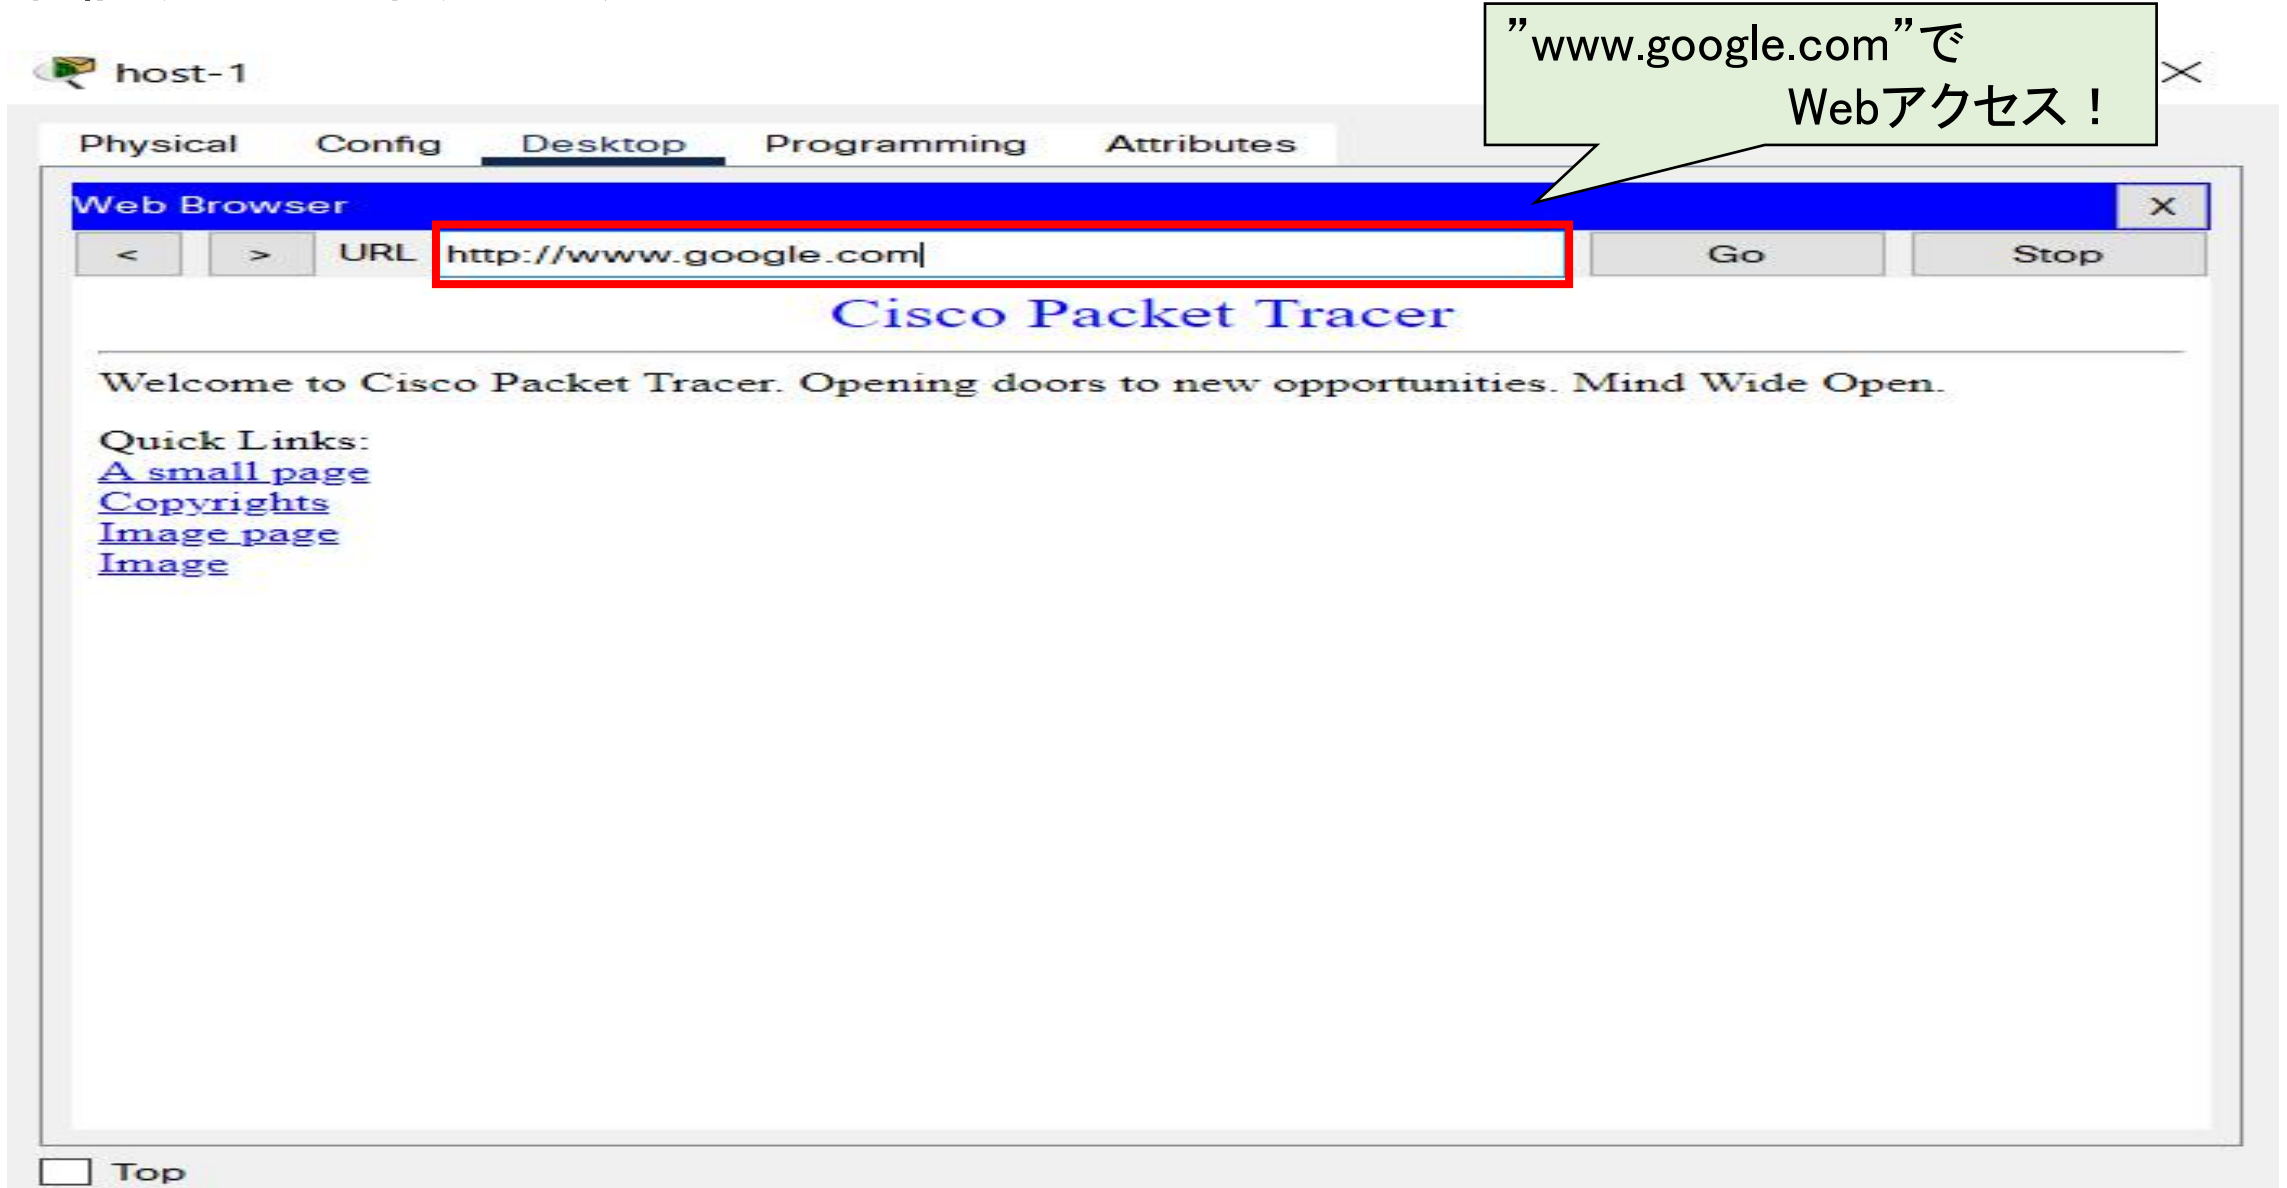 ”www.google.com”で
Webアクセス！
host-1
Physical Config Desktop Programming Attributes
Web Browser X
< > URL http://www.google.com Go Stop
Cisco Packet Tracer
Welcome to Cisco Packet Tracer. Opening doors to new opportunities. Mind Wide Open.
Quick Links:
A small page
Copyrights
Image page
Image
Top